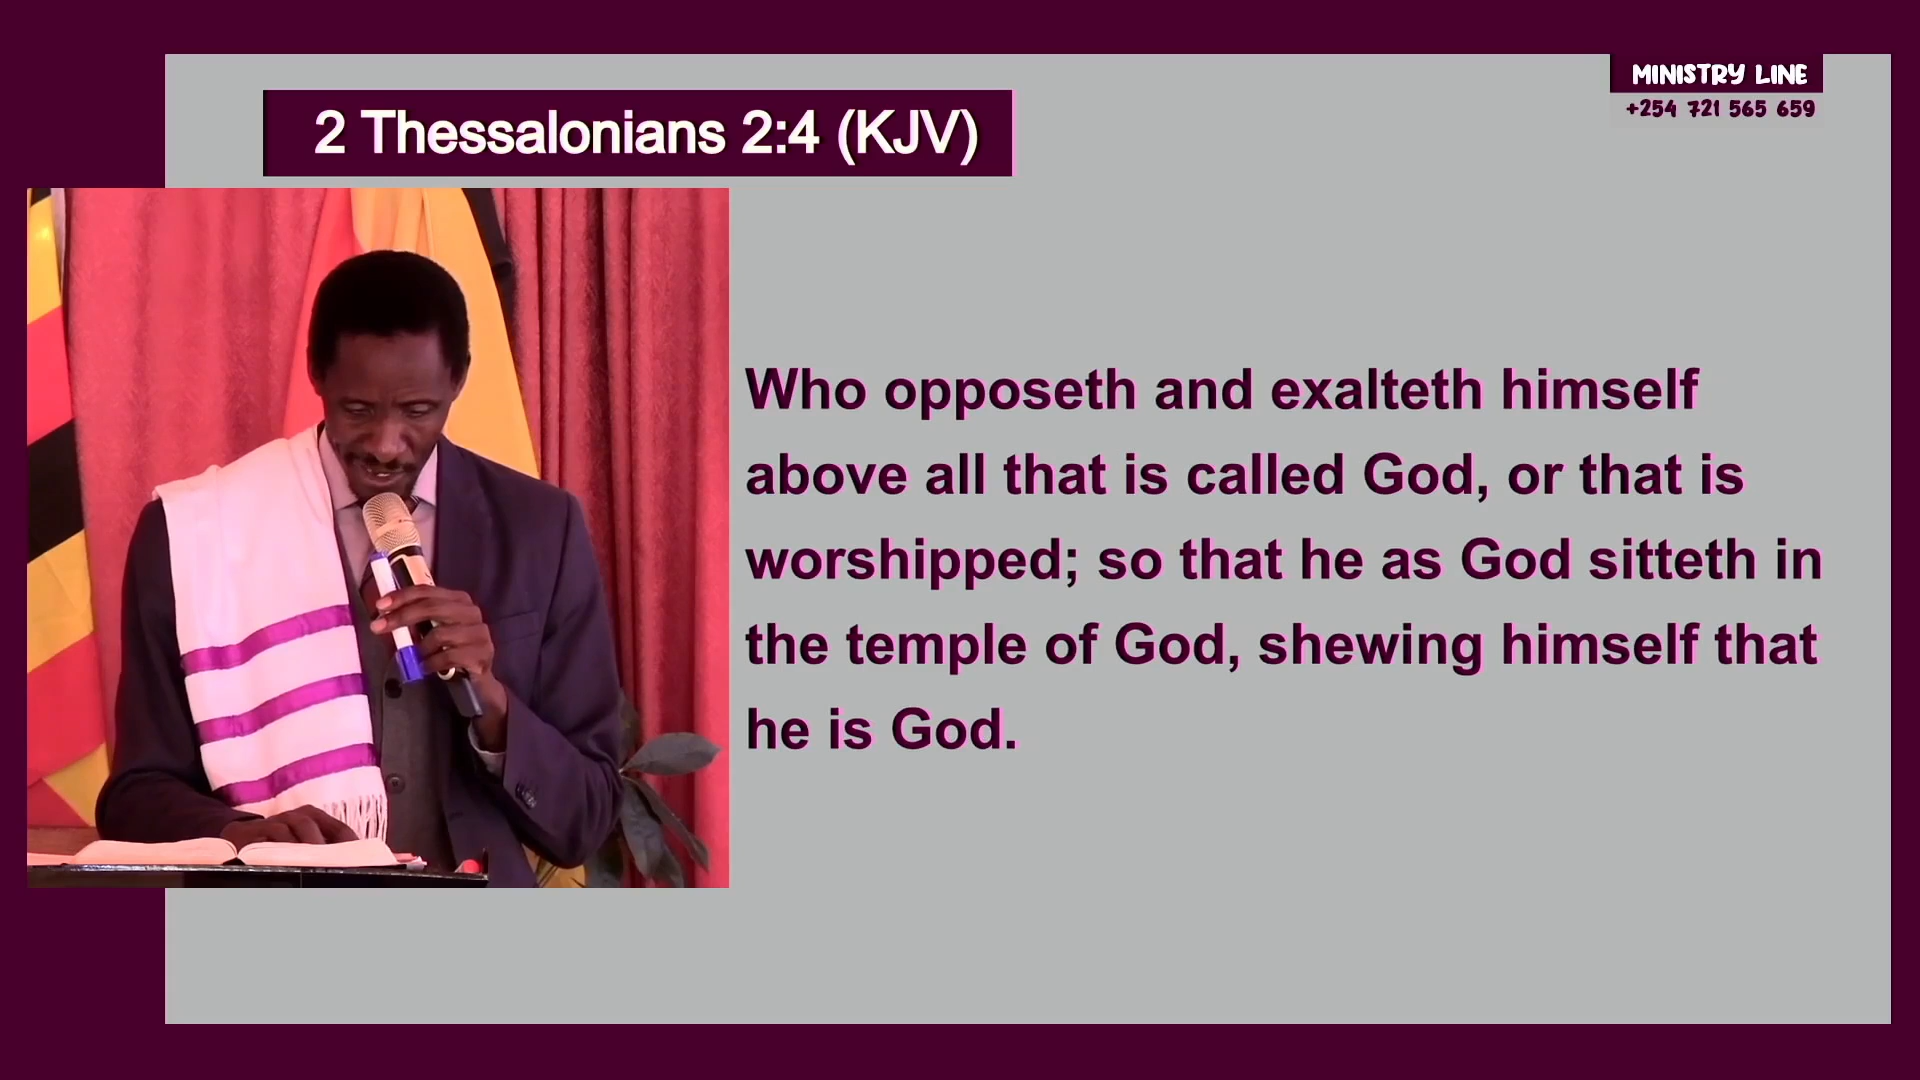 MINISTRY LINE
+254 721 565 659
2 Thessalonians 2:4 (KJV)
Who opposeth and exalteth himself
above all that is called God, or that is
worshipped; so that he as God sitteth in
the temple of God, shewing himself that
he is God.